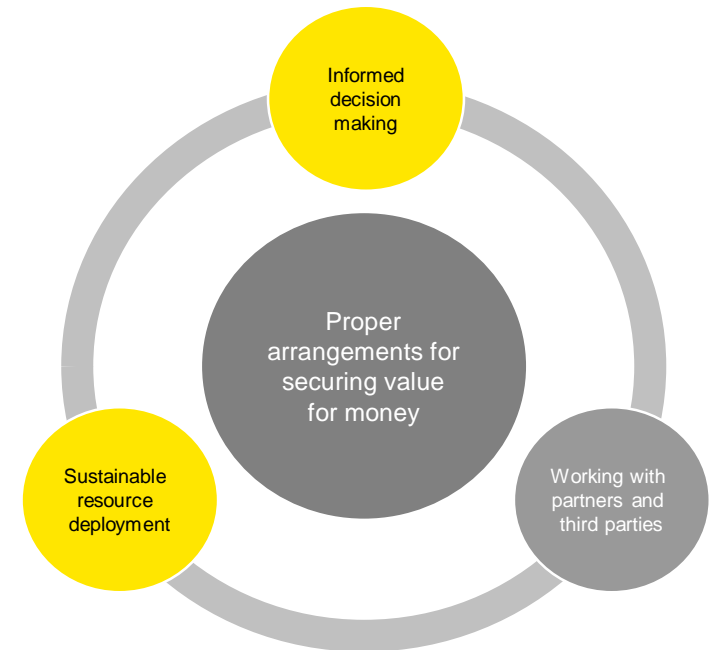 Informed
decision
making
Proper
arrangements for
securing value
for money
Sustainable
resource
deployment
Working with
partners and
third parties